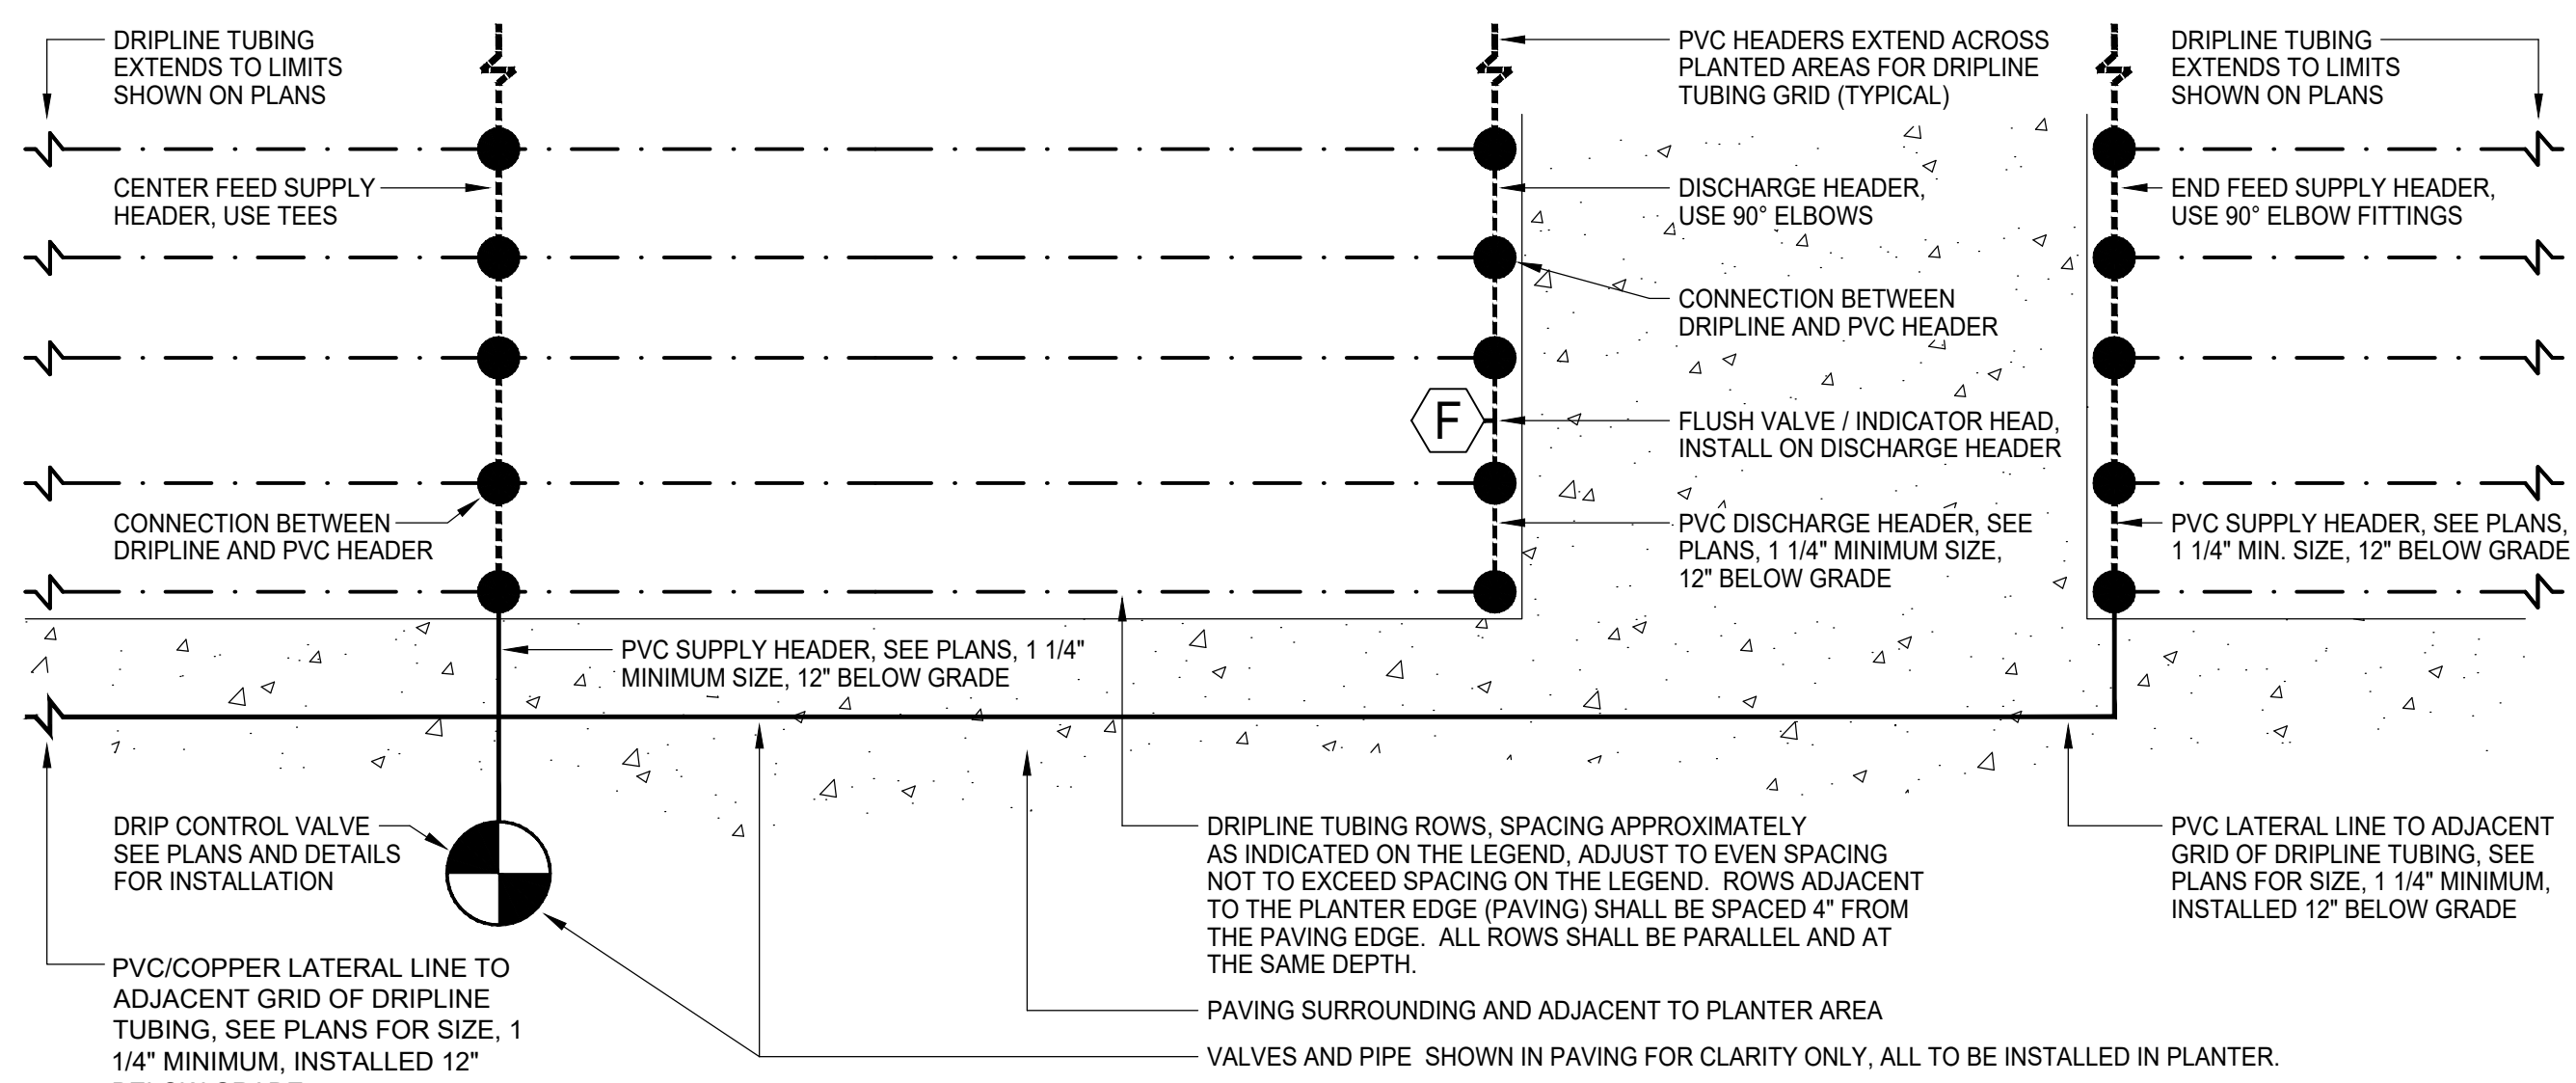 DRIPLINE TUBING
EXTENDS TO LIMITS
SHOWN ON PLANS
PVC HEADERS EXTEND ACROSS
PLANTED AREAS FOR DRIPLINE
TUBING GRID (TYPICAL)
DRIPLINE TUBING
EXTENDS TO LIMITS
SHOWN ON PLANS
CENTER FEED SUPPLY
HEADER, USE TEES
DISCHARGE HEADER,
USE 90° ELBOWS
END FEED SUPPLY HEADER,
USE 90° ELBOW FITTINGS
CONNECTION BETWEEN
DRIPLINE AND PVC HEADER
F
FLUSH VALVE / INDICATOR HEAD,
INSTALL ON DISCHARGE HEADER
CONNECTION BETWEEN
DRIPLINE AND PVC HEADER
PVC DISCHARGE HEADER, SEE
PLANS, 1 1/4" MINIMUM SIZE,
12" BELOW GRADE
PVC SUPPLY HEADER, SEE PLANS,
1 1/4" MIN. SIZE, 12" BELOW GRADE
PVC SUPPLY HEADER, SEE PLANS, 1 1/4"
MINIMUM SIZE, 12" BELOW GRADE
DRIP CONTROL VALVE
SEE PLANS AND DETAILS
FOR INSTALLATION
DRIPLINE TUBING ROWS, SPACING APPROXIMATELY
AS INDICATED ON THE LEGEND, ADJUST TO EVEN SPACING
NOT TO EXCEED SPACING ON THE LEGEND. ROWS ADJACENT
TO THE PLANTER EDGE (PAVING) SHALL BE SPACED 4" FROM
THE PAVING EDGE. ALL ROWS SHALL BE PARALLEL AND AT
THE SAME DEPTH.
PVC LATERAL LINE TO ADJACENT
GRID OF DRIPLINE TUBING, SEE
PLANS FOR SIZE, 1 1/4" MINIMUM,
INSTALLED 12" BELOW GRADE
PVC/COPPER LATERAL LINE TO
ADJACENT GRID OF DRIPLINE
TUBING, SEE PLANS FOR SIZE, 1
1/4" MINIMUM, INSTALLED 12"
PAVING SURROUNDING AND ADJACENT TO PLANTER AREA
VALVES AND PIPE SHOWN IN PAVING FOR CLARITY ONLY, ALL TO BE INSTALLED IN PLANTER.